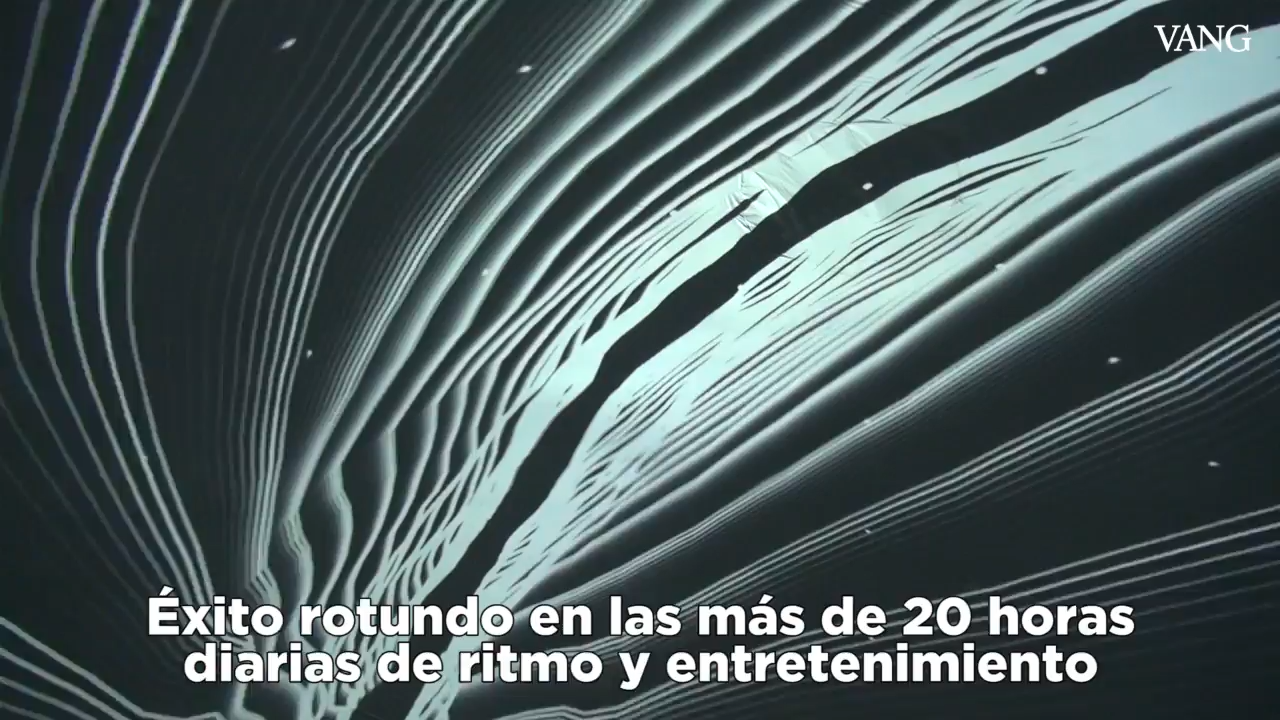 VANG
Éxito rotundo en las más de 20 horas
diarias de ritmo y entretenimiento